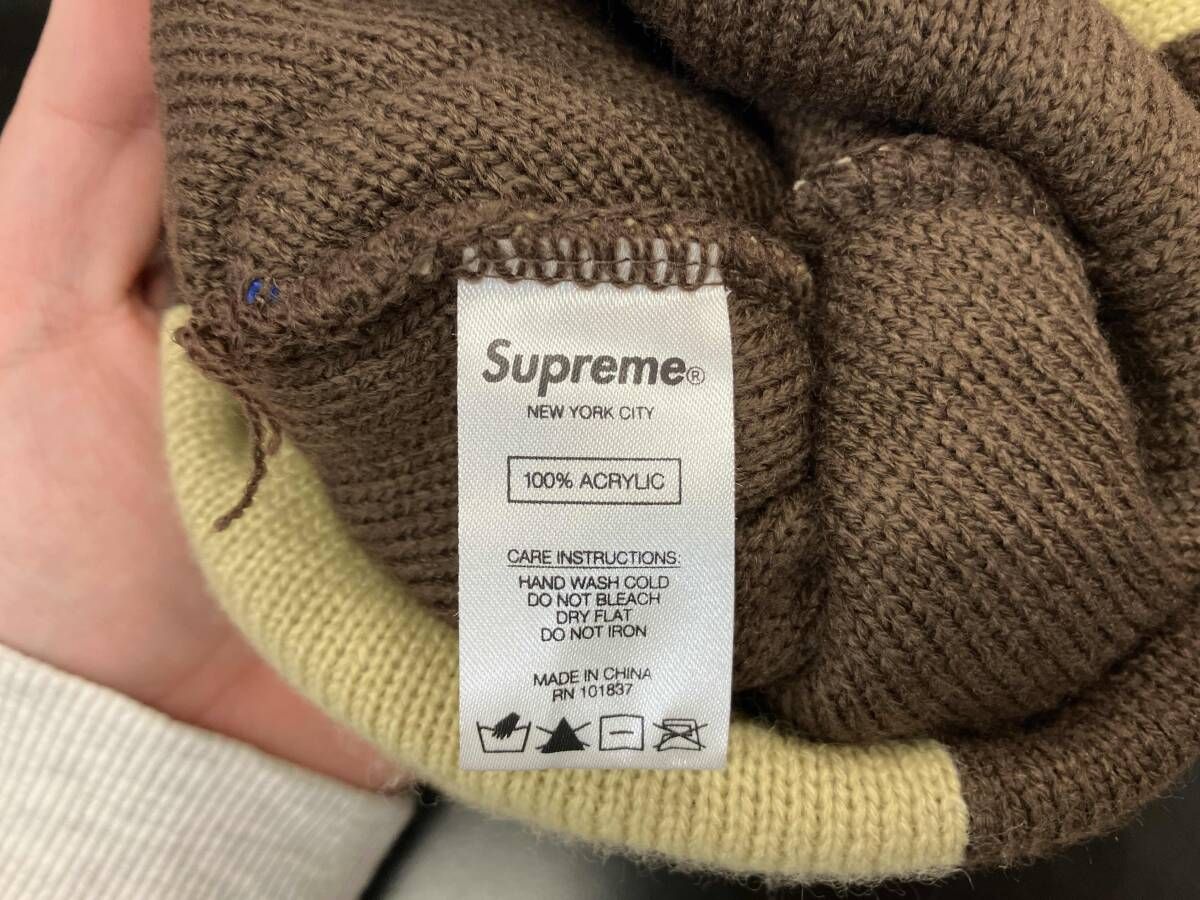 Supreme®
NEW YORK CITY
100% ACRYLIC
CARE INSTRUCTIONS:
HAND WASH COLD
DO NOT BLEACH
DRY FLAT
DO NOT IRON
MADE IN CHINA
RN 101837